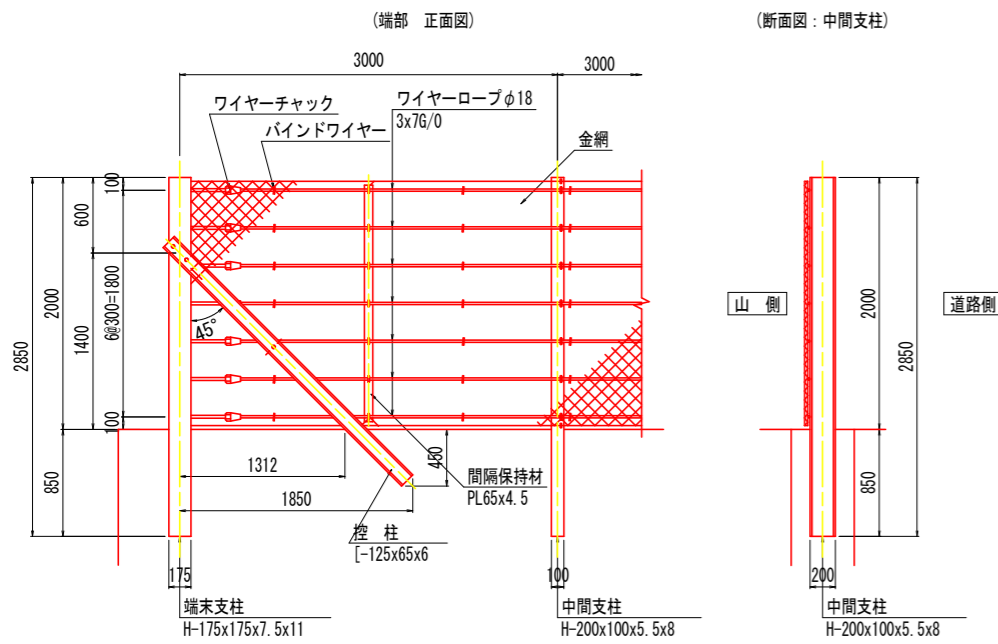 (端部 正面図)
(断面図：中間支柱)
3000
3000
ワイヤーチャック
バインドワイヤー
ワイヤーロープφ18
3x7G/0
金網
100
600
2000
1400
6@300=1800
100
2850
850
45°
1312
1850
450
間隔保持材
PL65x4.5
控 柱
[-125x65x6
175
端末支柱
H-175x175x7.5x11
100
中間支柱
H-200x100x5.5x8
山 側
道路側
2000
2850
850
200
中間支柱
H-200x100x5.5x8